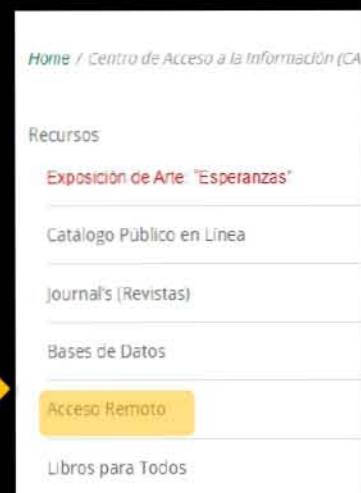 Home / Centro de Acceso a la Información (CA
Recursos
Exposición de Arte: "Esperanzas"
Catálogo Público en Línea
Journal's (Revistas)
Bases de Datos
Acceso Remoto
Libros para Todos